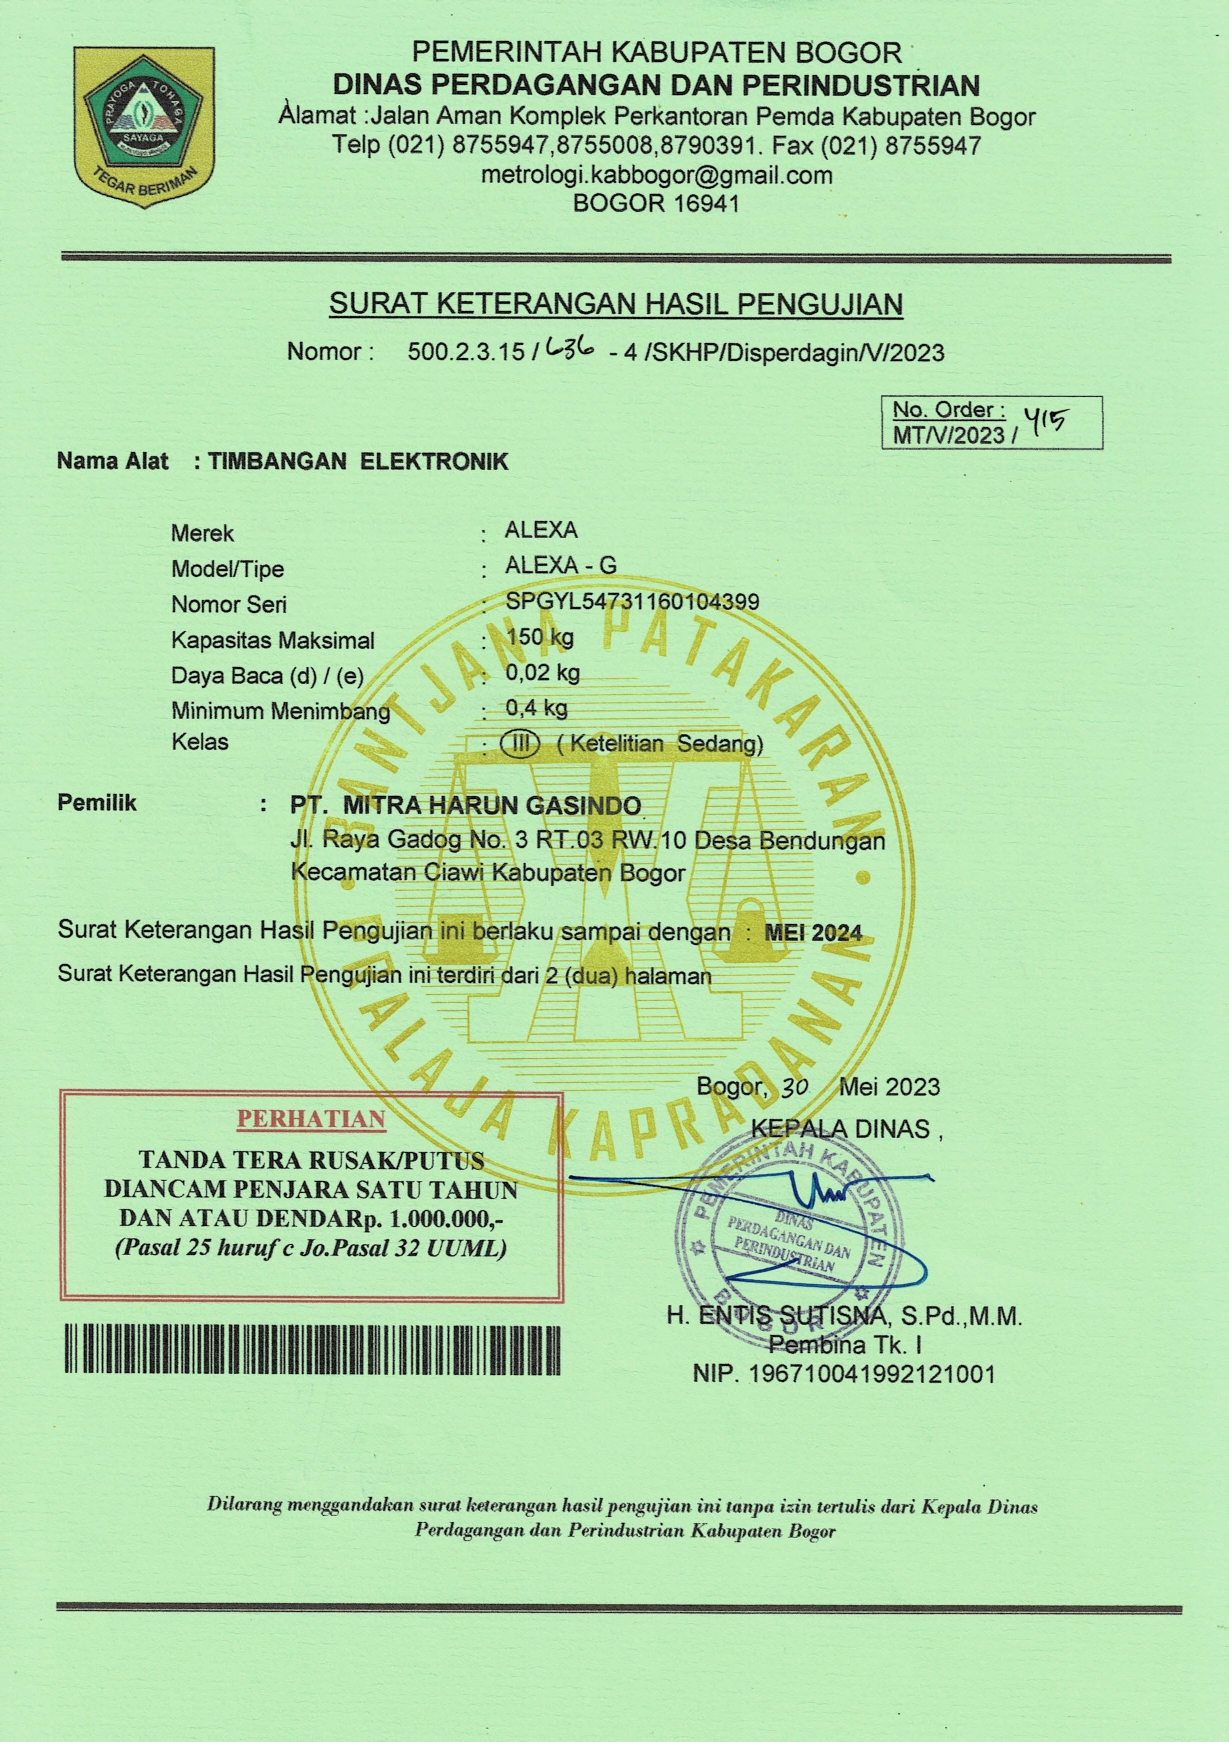 PEMERINTAH KABUPATEN BOGOR
DINAS PERDAGANGAN DAN PERINDUSTRIAN
Alamat :Jalan Aman Komplek Perkantoran Pemda Kabupaten Bogor
Telp (021) 8755947,8755008,8790391. Fax (021) 8755947
metrologi.kabbogor@gmail.com
BOGOR 16941
PRAYOGA TOHAGA
SAYAGA
TEGAR BERIMAN
SURAT KETERANGAN HASIL PENGUJIAN
Nomor : 500.2.3.15 / 636 - 4 /SKHP/Disperdagin/V/2023
No. Order :
MT/V/2023 / 415
Nama Alat : TIMBANGAN ELEKTRONIK
Merek : ALEXA
Model/Tipe : ALEXA - G
Nomor Seri : SPGYL54731160104399
Kapasitas Maksimal : 150 kg
Daya Baca (d) / (e) : 0,02 kg
Minimum Menimbang : 0,4 kg
Kelas : III ( Ketelitian Sedang)
Pemilik : PT. MITRA HARUN GASINDO
Jl. Raya Gadog No. 3 RT.03 RW.10 Desa Bendungan
Kecamatan Ciawi Kabupaten Bogor
Surat Keterangan Hasil Pengujian ini berlaku sampai dengan : MEI 2024
Surat Keterangan Hasil Pengujian ini terdiri dari 2 (dua) halaman
BANTJANA PATAKARAN
PRALAJA KAPRADANAN
Bogor, 30 Mei 2023
KEPALA DINAS ,
PERHATIAN
TANDA TERA RUSAK/PUTUS
DIANCAM PENJARA SATU TAHUN
DAN ATAU DENDARp. 1.000.000,-
(Pasal 25 huruf c Jo.Pasal 32 UUML)
PEMERINTAH KABUPATEN
DINAS
PERDAGANGAN DAN
PERINDUSTRIAN
BOGOR
H. ENTIS SUTISNA, S.Pd.,M.M.
Pembina Tk. I
NIP. 196710041992121001
Dilarang menggandakan surat keterangan hasil pengujian ini tanpa izin tertulis dari Kepala Dinas
Perdagangan dan Perindustrian Kabupaten Bogor